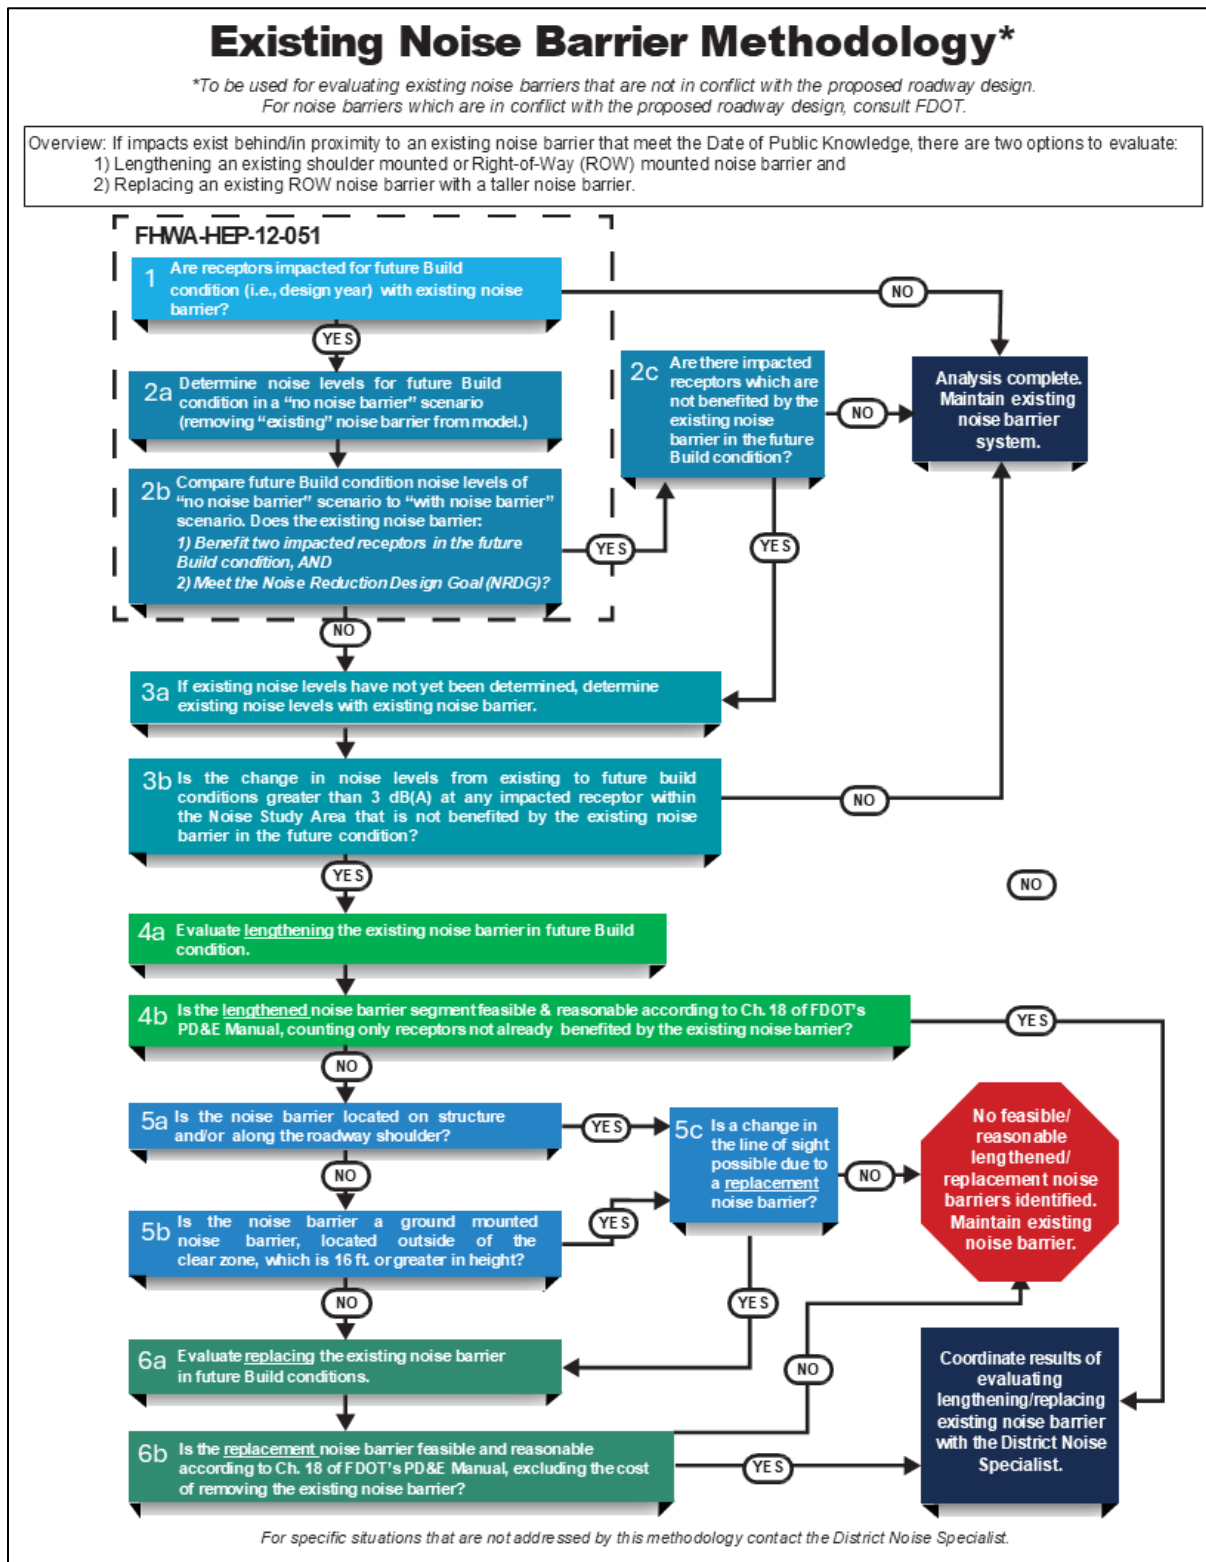 Existing Noise Barrier Methodology*
*To be used for evaluating existing noise barriers that are not in conflict with the proposed roadway design.
For noise barriers which are in conflict with the proposed roadway design, consult FDOT.
Overview: If impacts exist behind/in proximity to an existing noise barrier that meet the Date of Public Knowledge, there are two options to evaluate:
1) Lengthening an existing shoulder mounted or Right-of-Way (ROW) mounted noise barrier and
2) Replacing an existing ROW noise barrier with a taller noise barrier.
FHWA-HEP-12-051
1 Are receptors impacted for future Build
condition (i.e., design year) with existing noise
barrier?
NO
YES
2a Determine noise levels for future Build
condition in a “no noise barrier” scenario
(removing “existing” noise barrier from model.)
2c Are there impacted
receptors which are
not benefited by the
existing noise
barrier in the future
Build condition?
NO
Analysis complete.
Maintain existing
noise barrier
system.
2b Compare future Build condition noise levels of
“no noise barrier” scenario to “with noise barrier”
scenario. Does the existing noise barrier:
1) Benefit two impacted receptors in the future
Build condition, AND
2) Meet the Noise Reduction Design Goal (NRDG)?
YES
YES
NO
3a If existing noise levels have not yet been determined, determine
existing noise levels with existing noise barrier.
3b Is the change in noise levels from existing to future build
conditions greater than 3 dB(A) at any impacted receptor within
the Noise Study Area that is not benefited by the existing noise
barrier in the future condition?
NO
YES
NO
4a Evaluate lengthening the existing noise barrier in future Build
condition.
4b Is the lengthened noise barrier segment feasible & reasonable according to Ch. 18 of FDOT’s
PD&E Manual, counting only receptors not already benefited by the existing noise barrier?
YES
NO
5a Is the noise barrier located on structure
and/or along the roadway shoulder?
YES
5c Is a change in
the line of sight
possible due to
a replacement
noise barrier?
NO
No feasible/
reasonable
lengthened/
replacement noise
barriers identified.
Maintain existing
noise barrier.
NO
5b Is the noise barrier a ground mounted
noise barrier, located outside of the
clear zone, which is 16 ft. or greater in height?
YES
NO
YES
6a Evaluate replacing the existing noise barrier
in future Build conditions.
NO
Coordinate results of
evaluating
lengthening/replacing
existing noise barrier
with the District Noise
Specialist.
6b Is the replacement noise barrier feasible and reasonable
according to Ch. 18 of FDOT’s PD&E Manual, excluding the cost
of removing the existing noise barrier?
YES
For specific situations that are not addressed by this methodology contact the District Noise Specialist.